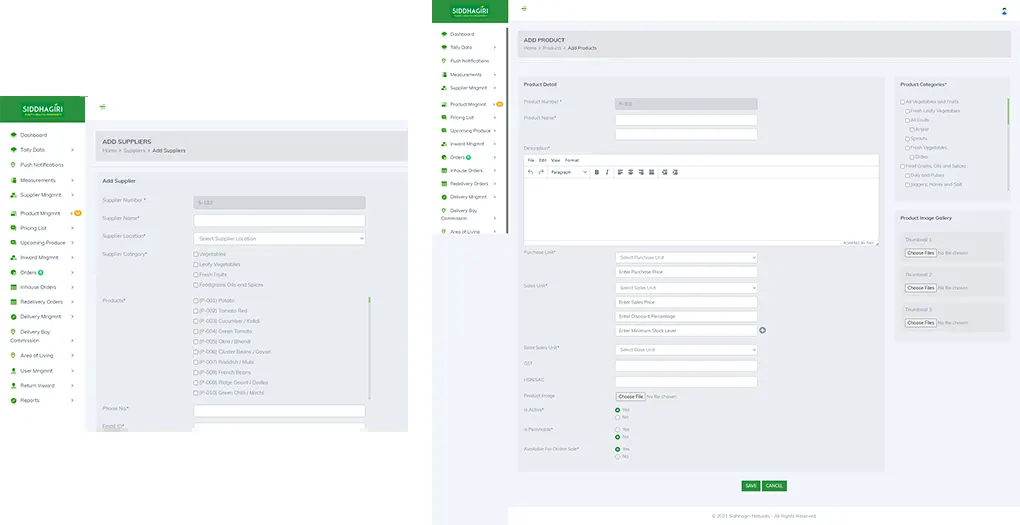 SIDDHAGIRI
Dashboard
Tally Data
Push Notifications
Measurements
Supplier Mngmnt
Product Mngmnt
Pricing List
Upcoming Produce
Inward Mngmnt
Orders
Inhouse Orders
Redelivery Orders
Delivery Mngmnt
Delivery Boy
Commission
Area of Living
User Mngmnt
Return Inward
Reports
ADD SUPPLIERS
Home > Suppliers > Add Suppliers
Add Supplier
Supplier Number *
S-102
Supplier Name*
Supplier Location*
Select Supplier Location
Supplier Category*
Vegetables
Leafy Vegetables
Fresh Fruits
Foodgrains Oils and Spices
Products*
(P-001) Potato
(P-002) Tomato Red
(P-003) Cucumber / Kakdi
(P-004) Green Tomato
(P-005) Okra / Bhendi
(P-006) Cluster Beans / Gavari
(P-007) Raddish / Mula
(P-008) French Beans
(P-009) Ridge Gourd / Dodka
(P-010) Green Chilli / Mirchi
Phone No*
Email ID*
SIDDHAGIRI
Dashboard
Tally Data
Push Notifications
Measurements
Supplier Mngmnt
Product Mngmnt
Pricing List
Upcoming Produce
Inward Mngmnt
Orders
Inhouse Orders
Redelivery Orders
Delivery Mngmnt
Delivery Boy
Commission
Area of Living
ADD PRODUCT
Home > Products > Add Products
Product Detail
Product Number *
Product Name*
Description*
File Edit View Format
Paragraph
POWERED BY TINY
Purchase Unit*
Select Purchase Unit
Enter Purchase Price
Sales Unit*
Select Sales Unit
Enter Sales Price
Enter Discount Percentage
Enter Minimum Stock Level
Base Sales Unit*
Select Base Unit
GST
HSN/SAC
Product Image
Choose File No file chosen
Is Active*
Yes
No
Is Perishable*
Yes
No
Available For Online Sale*
Yes
No
SAVE CANCEL
Product Categories*
All Vegetables and Fruits
Fresh Leafy Vegetables
All Fruits
Sprouts
Fresh Vegetables
Food Grains, Oils and Spices
Dals and Pulses
Jaggery, Honey and Salt
Product Image Gallery
Thumbnail 1
Choose Files No file chosen
Thumbnail 2
Choose Files No file chosen
Thumbnail 3
Choose Files No file chosen
© 2021 Siddhagiri Naturals - All Rights Reserved